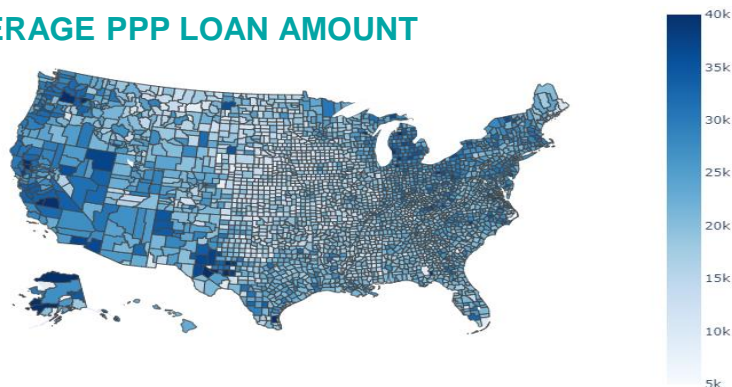 ERAGE PPP LOAN AMOUNT
40k
35k
30k
25k
20k
15k
10k
5k